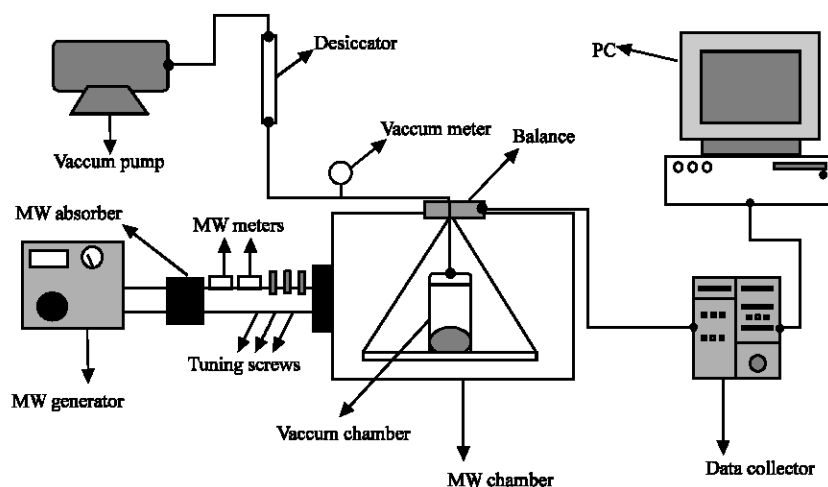 Desiccator
PC
Vaccum meter
Balance
Vaccum pump
MW absorber
MW meters
Tuning screws
MW generator
Vaccum chamber
MW chamber
Data collector